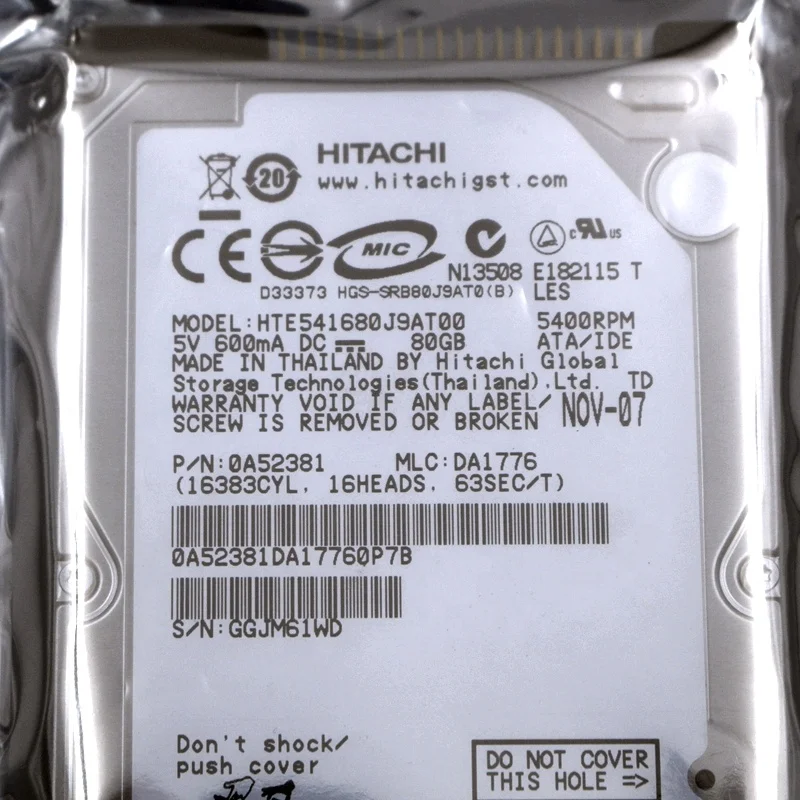 HITACHI
20
www.hitachigst.com
CE
MIC
c RU us
N13508 E182115 T
D33373 HGS-SRB80J9AT0(B) LES
MODEL:HTE541680J9AT00 5400RPM
5V 600mA DC 80GB ATA/IDE
MADE IN THAILAND BY Hitachi Global
Storage Technologies(Thailand).Ltd. TD
WARRANTY VOID IF ANY LABEL/ NOV-07
SCREW IS REMOVED OR BROKEN
P/N:0A52381 MLC:DA1776
(16383CYL. 16HEADS. 63SEC/T)
0A52381DA17760P7B
S/N:GGJM61WD
Don't shock/
push cover
DO NOT COVER
THIS HOLE =>